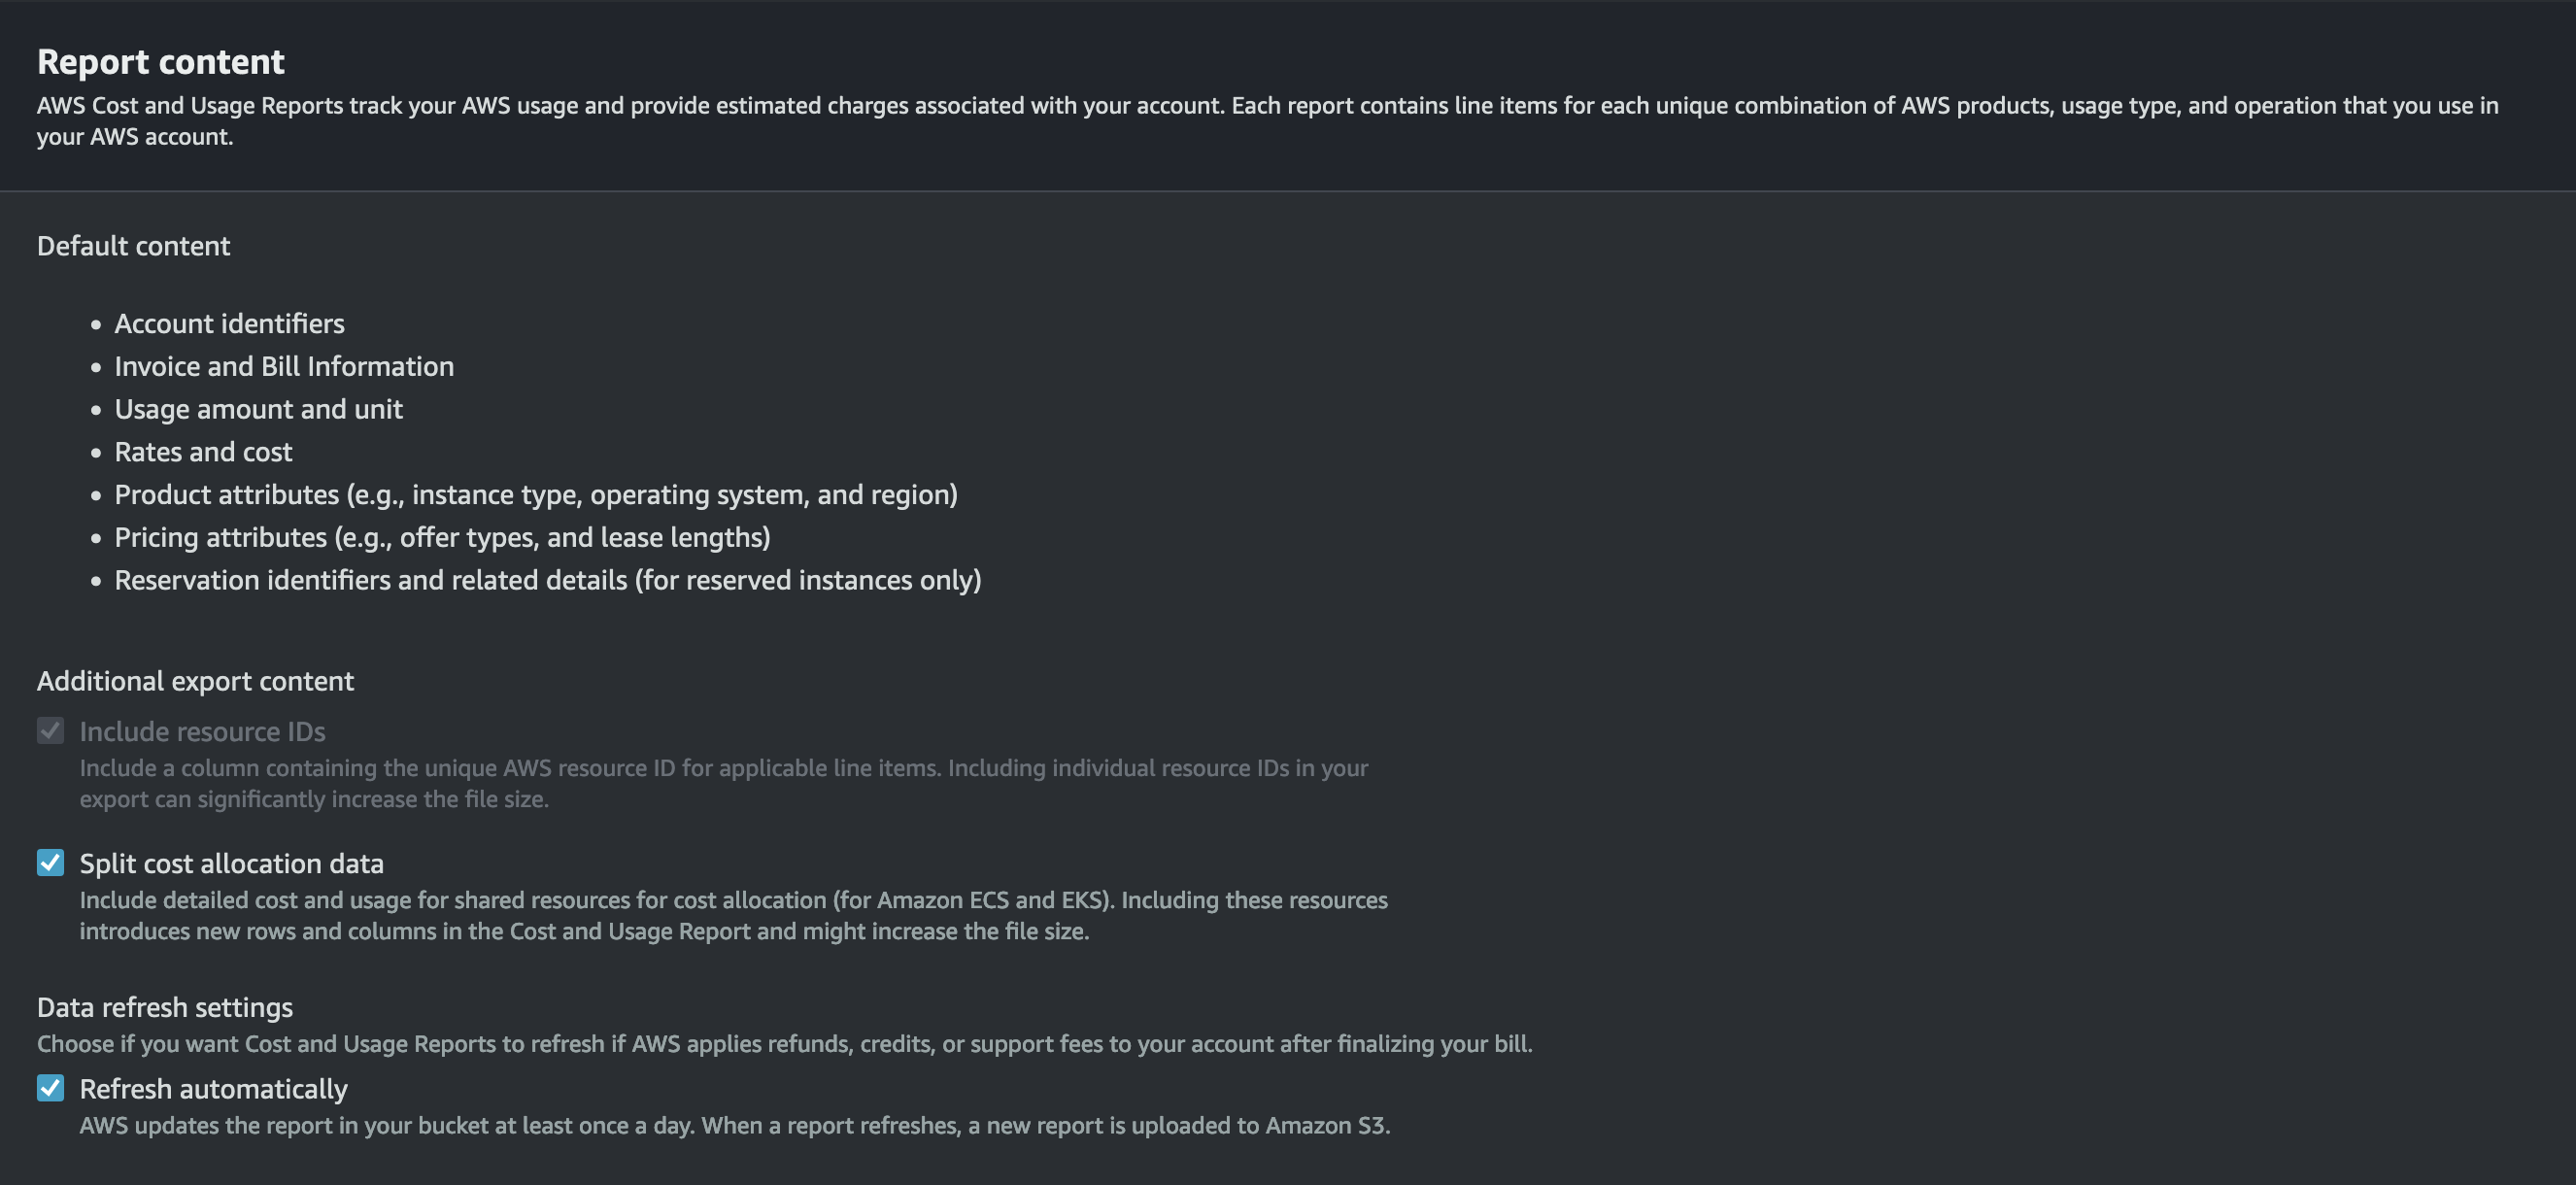 Report content
AWS Cost and Usage Reports track your AWS usage and provide estimated charges associated with your account. Each report contains line items for each unique combination of AWS products, usage type, and operation that you use in
your AWS account.
Default content
• Account identifiers
• Invoice and Bill Information
• Usage amount and unit
• Rates and cost
• Product attributes (e.g., instance type, operating system, and region)
• Pricing attributes (e.g., offer types, and lease lengths)
• Reservation identifiers and related details (for reserved instances only)
Additional export content
Include resource IDs
Include a column containing the unique AWS resource ID for applicable line items. Including individual resource IDs in your
export can significantly increase the file size.
Split cost allocation data
Include detailed cost and usage for shared resources for cost allocation (for Amazon ECS and EKS). Including these resources
introduces new rows and columns in the Cost and Usage Report and might increase the file size.
Data refresh settings
Choose if you want Cost and Usage Reports to refresh if AWS applies refunds, credits, or support fees to your account after finalizing your bill.
Refresh automatically
AWS updates the report in your bucket at least once a day. When a report refreshes, a new report is uploaded to Amazon S3.